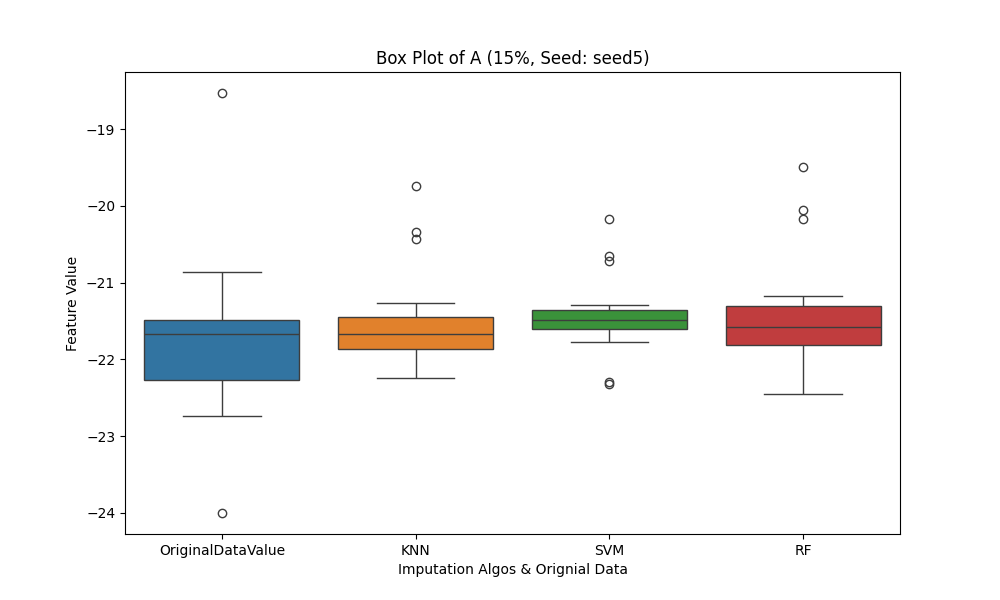 Box Plot of A (15%, Seed: seed5)
Feature Value
−19
−20
−21
−22
−23
−24
OriginalDataValue
KNN
SVM
RF
Imputation Algos & Orignial Data